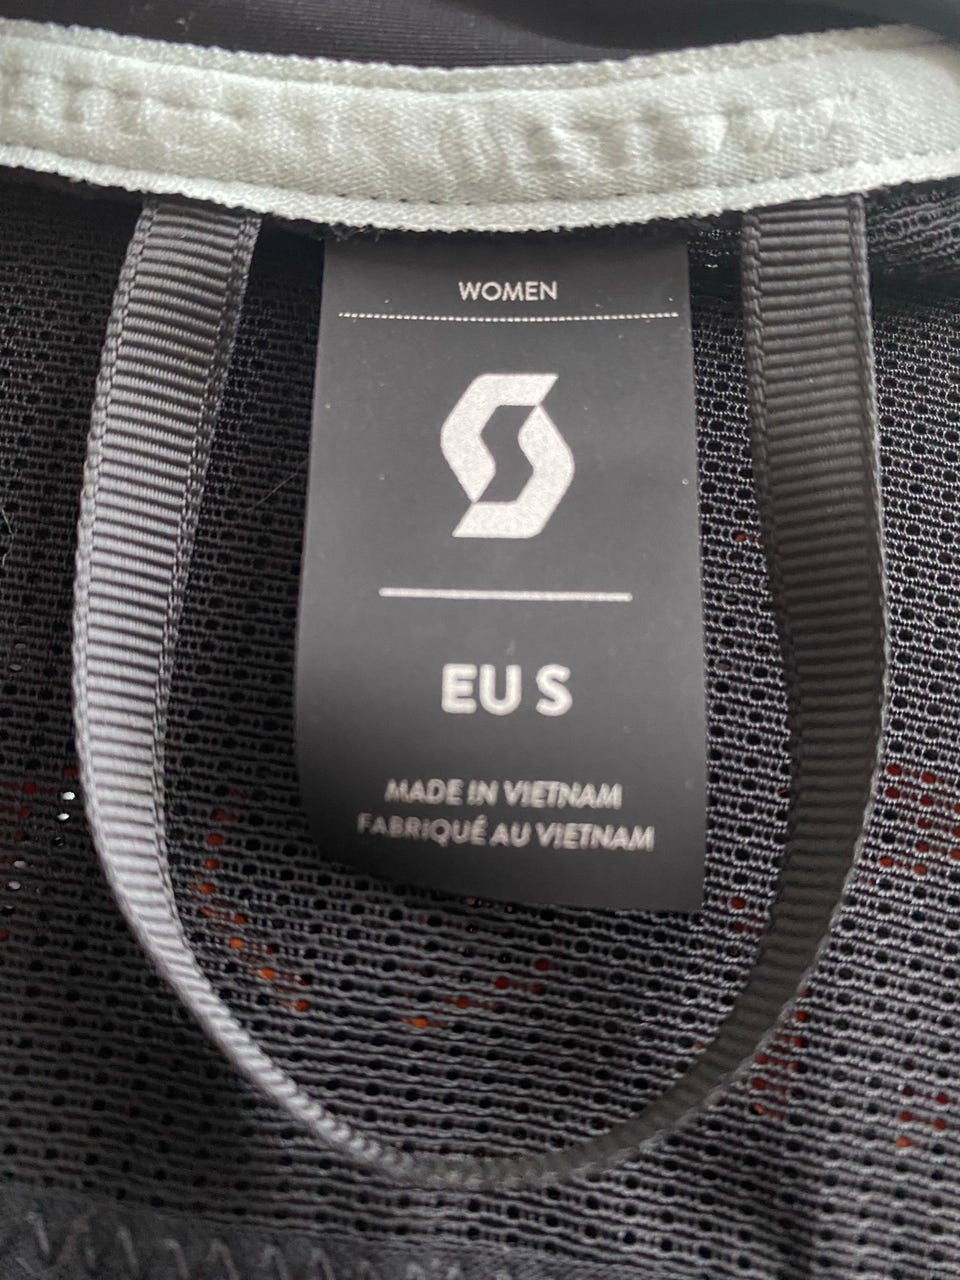 WOMEN
EU S
MADE IN VIETNAM
FABRIQUÉ AU VIETNAM